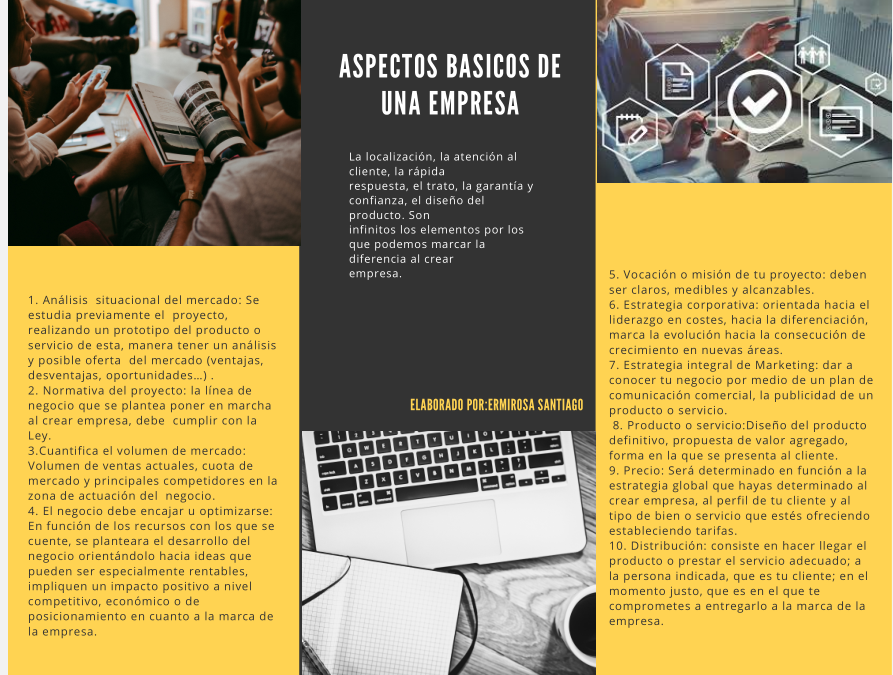 ASPECTOS BASICOS DE
UNA EMPRESA
La localización, la atención al
cliente, la rápida
respuesta, el trato, la garantía y
confianza, el diseño del
producto. Son
infinitos los elementos por los
que podemos marcar la
diferencia al crear
empresa.
ELABORADO POR:ERMIROSA SANTIAGO
1. Análisis situacional del mercado: Se
estudia previamente el proyecto,
realizando un prototipo del producto o
servicio de esta, manera tener un análisis
y posible oferta del mercado (ventajas,
desventajas, oportunidades...) .
2. Normativa del proyecto: la línea de
negocio que se plantea poner en marcha
al crear empresa, debe cumplir con la
Ley.
3.Cuantifica el volumen de mercado:
Volumen de ventas actuales, cuota de
mercado y principales competidores en la
zona de actuación del negocio.
4. El negocio debe encajar u optimizarse:
En función de los recursos con los que se
cuente, se planteara el desarrollo del
negocio orientándolo hacia ideas que
pueden ser especialmente rentables,
impliquen un impacto positivo a nivel
competitivo, económico o de
posicionamiento en cuanto a la marca de
la empresa.
5. Vocación o misión de tu proyecto: deben
ser claros, medibles y alcanzables.
6. Estrategia corporativa: orientada hacia el
liderazgo en costes, hacia la diferenciación,
marca la evolución hacia la consecución de
crecimiento en nuevas áreas.
7. Estrategia integral de Marketing: dar a
conocer tu negocio por medio de un plan de
comunicación comercial, la publicidad de un
producto o servicio.
8. Producto o servicio:Diseño del producto
definitivo, propuesta de valor agregado,
forma en la que se presenta al cliente.
9. Precio: Será determinado en función a la
estrategia global que hayas determinado al
crear empresa, al perfil de tu cliente y al
tipo de bien o servicio que estés ofreciendo
estableciendo tarifas.
10. Distribución: consiste en hacer llegar el
producto o prestar el servicio adecuado; a
la persona indicada, que es tu cliente; en el
momento justo, que es en el que te
comprometes a entregarlo a la marca de la
empresa.